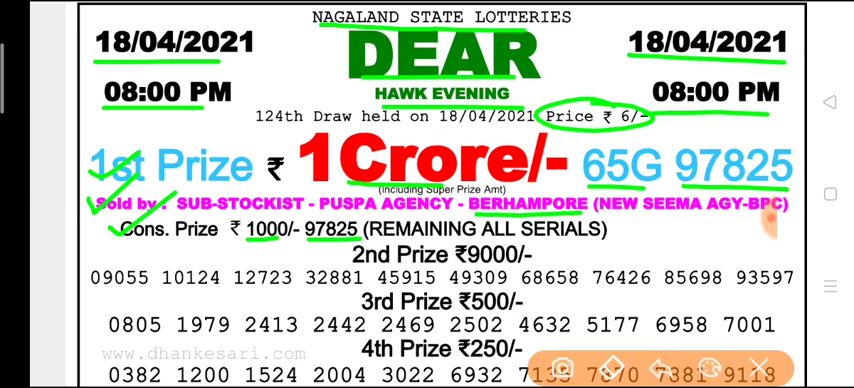 NAGALAND STATE LOTTERIES
18/04/2021 DEAR 18/04/2021
08:00 PM HAWK EVENING 08:00 PM
124th Draw held on 18/04/2021 Price ₹ 6/-
1st Prize ₹ 1Crore/- 65G 97825
(Including Super Prize Amt)
Sold by : SUB-STOCKIST - PUSPA AGENCY - BERHAMPORE (NEW SEEMA AGY-BPC)
Cons. Prize ₹ 1000/- 97825 (REMAINING ALL SERIALS)
2nd Prize ₹9000/-
09055 10124 12723 32881 45915 49309 68658 76426 85698 93597
3rd Prize ₹500/-
0805 1979 2413 2442 2469 2502 4632 5177 6958 7001
www.dhankesari.com
4th Prize ₹250/-
0382 1200 1524 2004 3022 6932 7381 9118